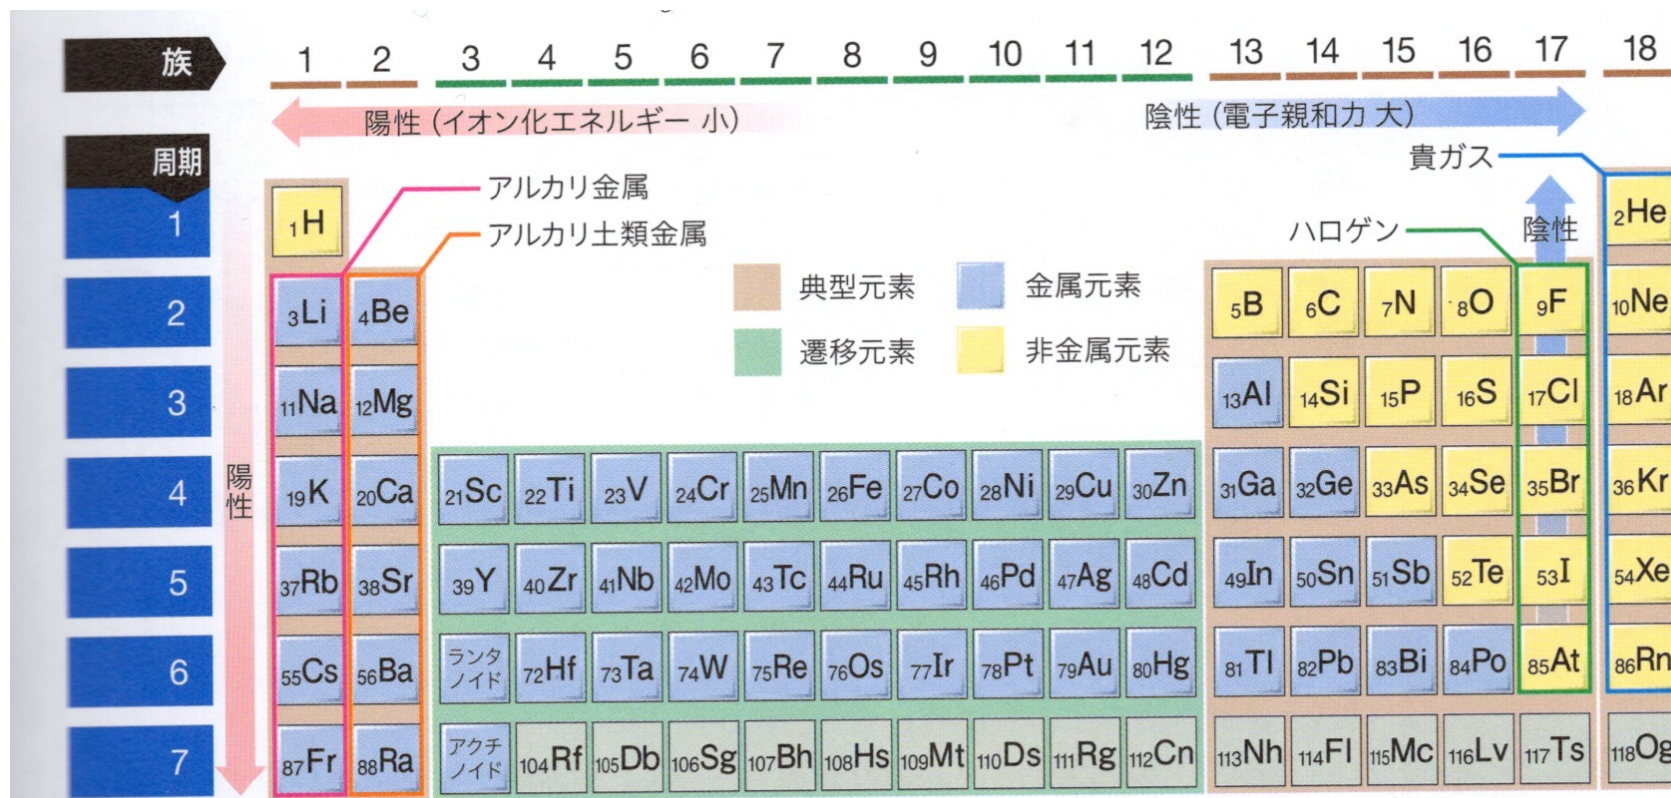 族 1 2 3 4 5 6 7 8 9 10 11 12 13 14 15 16 17 18
陽性 (イオン化エネルギー 小) 陰性 (電子親和力 大)
周期
貴ガス
アルカリ金属
1 1H 2He
アルカリ土類金属 ハロゲン 陰性
典型元素 金属元素
遷移元素 非金属元素
2 3Li 4Be 5B 6C 7N 8O 9F 10Ne
3 11Na 12Mg 13Al 14Si 15P 16S 17Cl 18Ar
陽性
4 19K 20Ca 21Sc 22Ti 23V 24Cr 25Mn 26Fe 27Co 28Ni 29Cu 30Zn 31Ga 32Ge 33As 34Se 35Br 36Kr
5 37Rb 38Sr 39Y 40Zr 41Nb 42Mo 43Tc 44Ru 45Rh 46Pd 47Ag 48Cd 49In 50Sn 51Sb 52Te 53I 54Xe
6 55Cs 56Ba ランタノイド 72Hf 73Ta 74W 75Re 76Os 77Ir 78Pt 79Au 80Hg 81Tl 82Pb 83Bi 84Po 85At 86Rn
7 87Fr 88Ra アクチノイド 104Rf 105Db 106Sg 107Bh 108Hs 109Mt 110Ds 111Rg 112Cn 113Nh 114Fl 115Mc 116Lv 117Ts 118Og